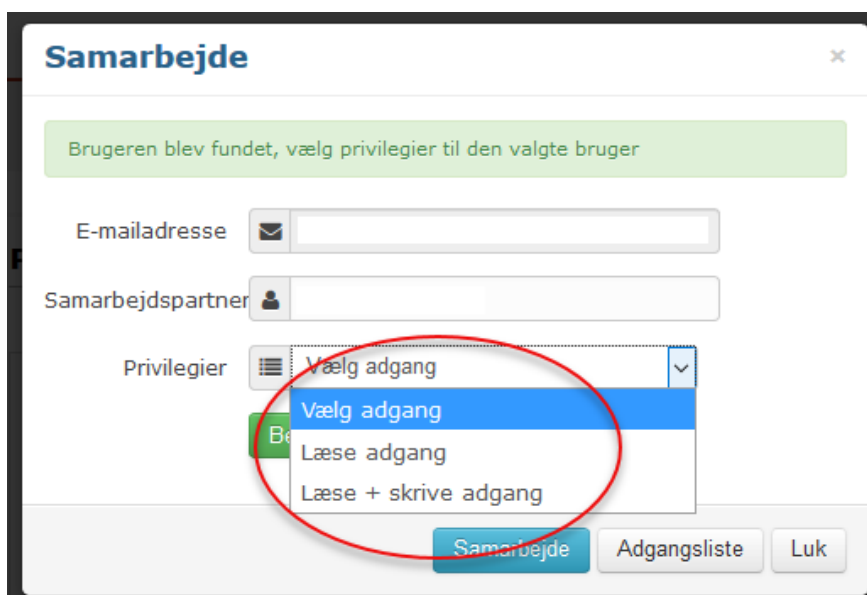 Samarbejde
×
Brugeren blev fundet, vælg privilegier til den valgte bruger
E-mailadresse
Samarbejdspartner
Privilegier
Vælg adgang
Vælg adgang
Læse adgang
Læse + skrive adgang
Samarbejde Adgangsliste Luk